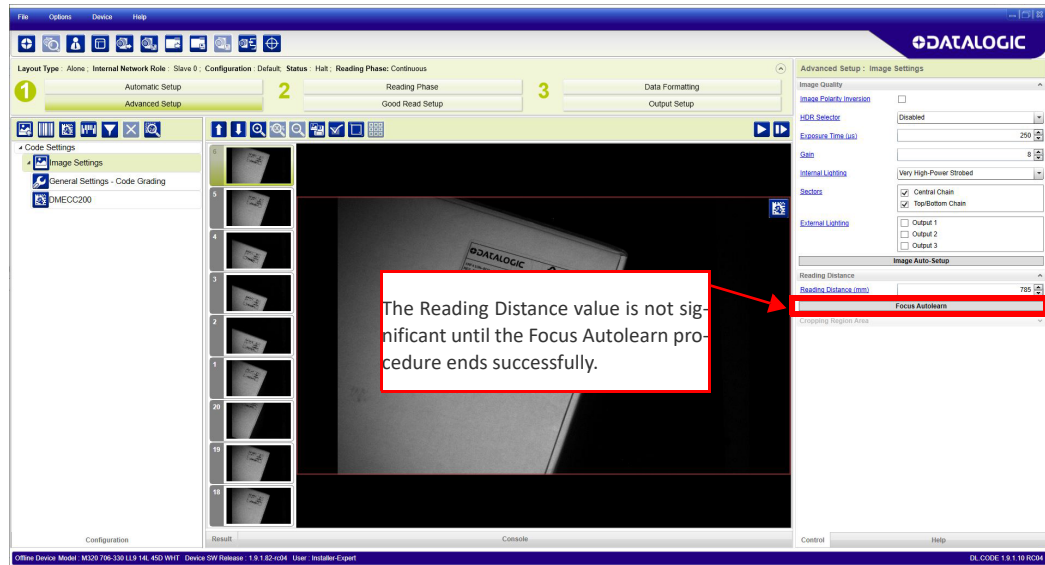 File Options Device Help
DATALOGIC
Layout Type : Alone ; Internal Network Role : Slave 0 ; Configuration : Default; Status : Halt ; Reading Phase: Continuous
1 Automatic Setup 2 Reading Phase 3 Data Formatting
Advanced Setup Good Read Setup Output Setup
Code Settings
Image Settings
General Settings - Code Grading
DMECC200
6
5
4
3
2
1
20
19
18
DATALOGIC
The Reading Distance value is not sig-
nificant until the Focus Autolearn pro-
cedure ends successfully.
Advanced Setup : Image Settings
Image Quality
Image Polarity Inversion
HDR Selector Disabled
Exposure Time (us) 250
Gain 8
Internal Lighting Very High-Power Strobed
Sectors Central Chain
Top/Bottom Chain
External Lighting Output 1
Output 2
Output 3
Image Auto-Setup
Reading Distance
Reading Distance (mm) 785
Focus Autolearn
Cropping Region Area
Configuration Result Console Control Help
Offline Device Model : M320 706-330 LL9 14L 45D WHT Device SW Release : 1.9.1.82-rc04 User : Installer-Expert DL.CODE 1.9.1.10 RC04